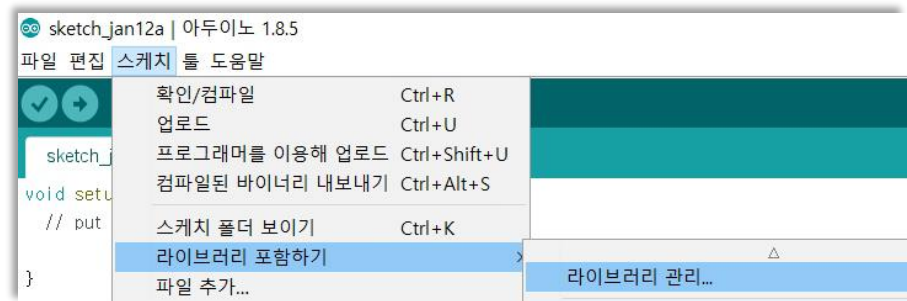 sketch_jan12a | 아두이노 1.8.5
파일 편집 스케치 툴 도움말
확인/컴파일 Ctrl+R
업로드 Ctrl+U
sketch_j 프로그래머를 이용해 업로드 Ctrl+Shift+U
컴파일된 바이너리 내보내기 Ctrl+Alt+S
void setu
// put 스케치 폴더 보이기 Ctrl+K
라이브러리 포함하기
라이브러리 관리...
} 파일 추가...